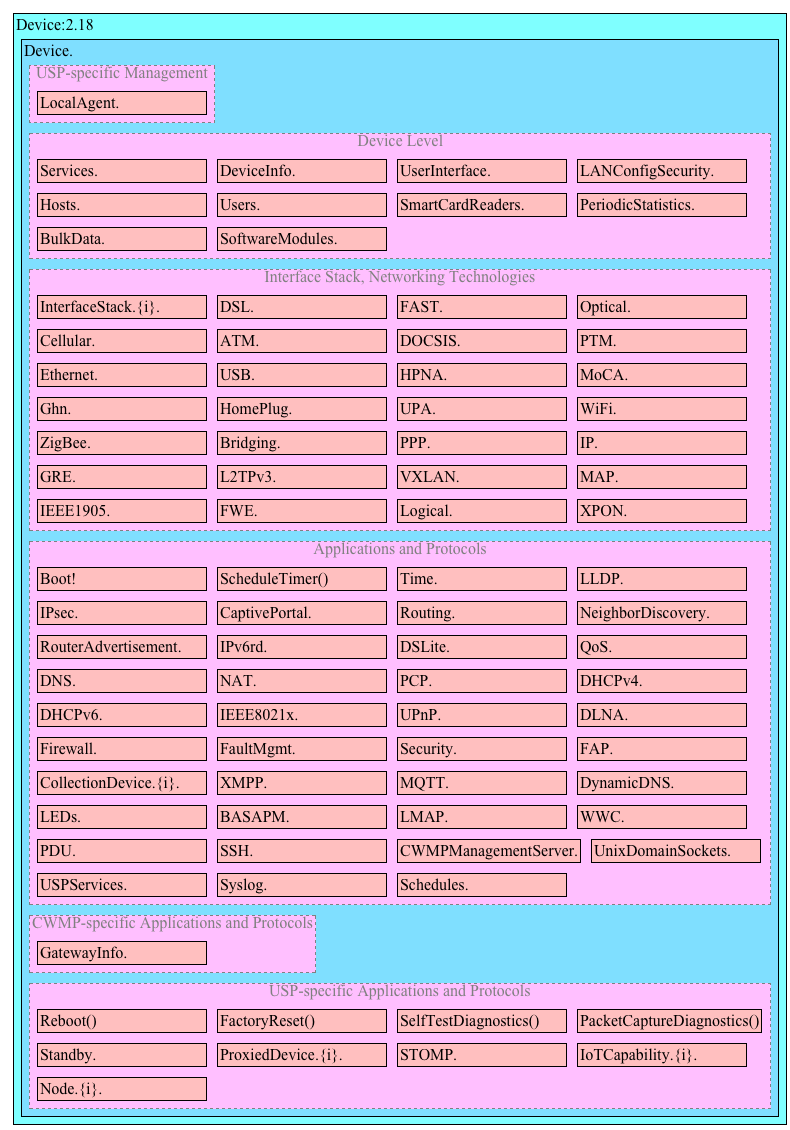 Device:2.18
Device.
USP-specific Management
LocalAgent.
Device Level
Services. DeviceInfo. UserInterface. LANConfigSecurity.
Hosts. Users. SmartCardReaders. PeriodicStatistics.
BulkData. SoftwareModules.
Interface Stack, Networking Technologies
InterfaceStack.{i}. DSL. FAST. Optical.
Cellular. ATM. DOCSIS. PTM.
Ethernet. USB. HPNA. MoCA.
Ghn. HomePlug. UPA. WiFi.
ZigBee. Bridging. PPP. IP.
GRE. L2TPv3. VXLAN. MAP.
IEEE1905. FWE. Logical. XPON.
Applications and Protocols
Boot! ScheduleTimer() Time. LLDP.
IPsec. CaptivePortal. Routing. NeighborDiscovery.
RouterAdvertisement. IPv6rd. DSLite. QoS.
DNS. NAT. PCP. DHCPv4.
DHCPv6. IEEE8021x. UPnP. DLNA.
Firewall. FaultMgmt. Security. FAP.
CollectionDevice.{i}. XMPP. MQTT. DynamicDNS.
LEDs. BASAPM. LMAP. WWC.
PDU. SSH. CWMPManagementServer. UnixDomainSockets.
USPServices. Syslog. Schedules.
CWMP-specific Applications and Protocols
GatewayInfo.
USP-specific Applications and Protocols
Reboot() FactoryReset() SelfTestDiagnostics() PacketCaptureDiagnostics()
Standby. ProxiedDevice.{i}. STOMP. IoTCapability.{i}.
Node.{i}.